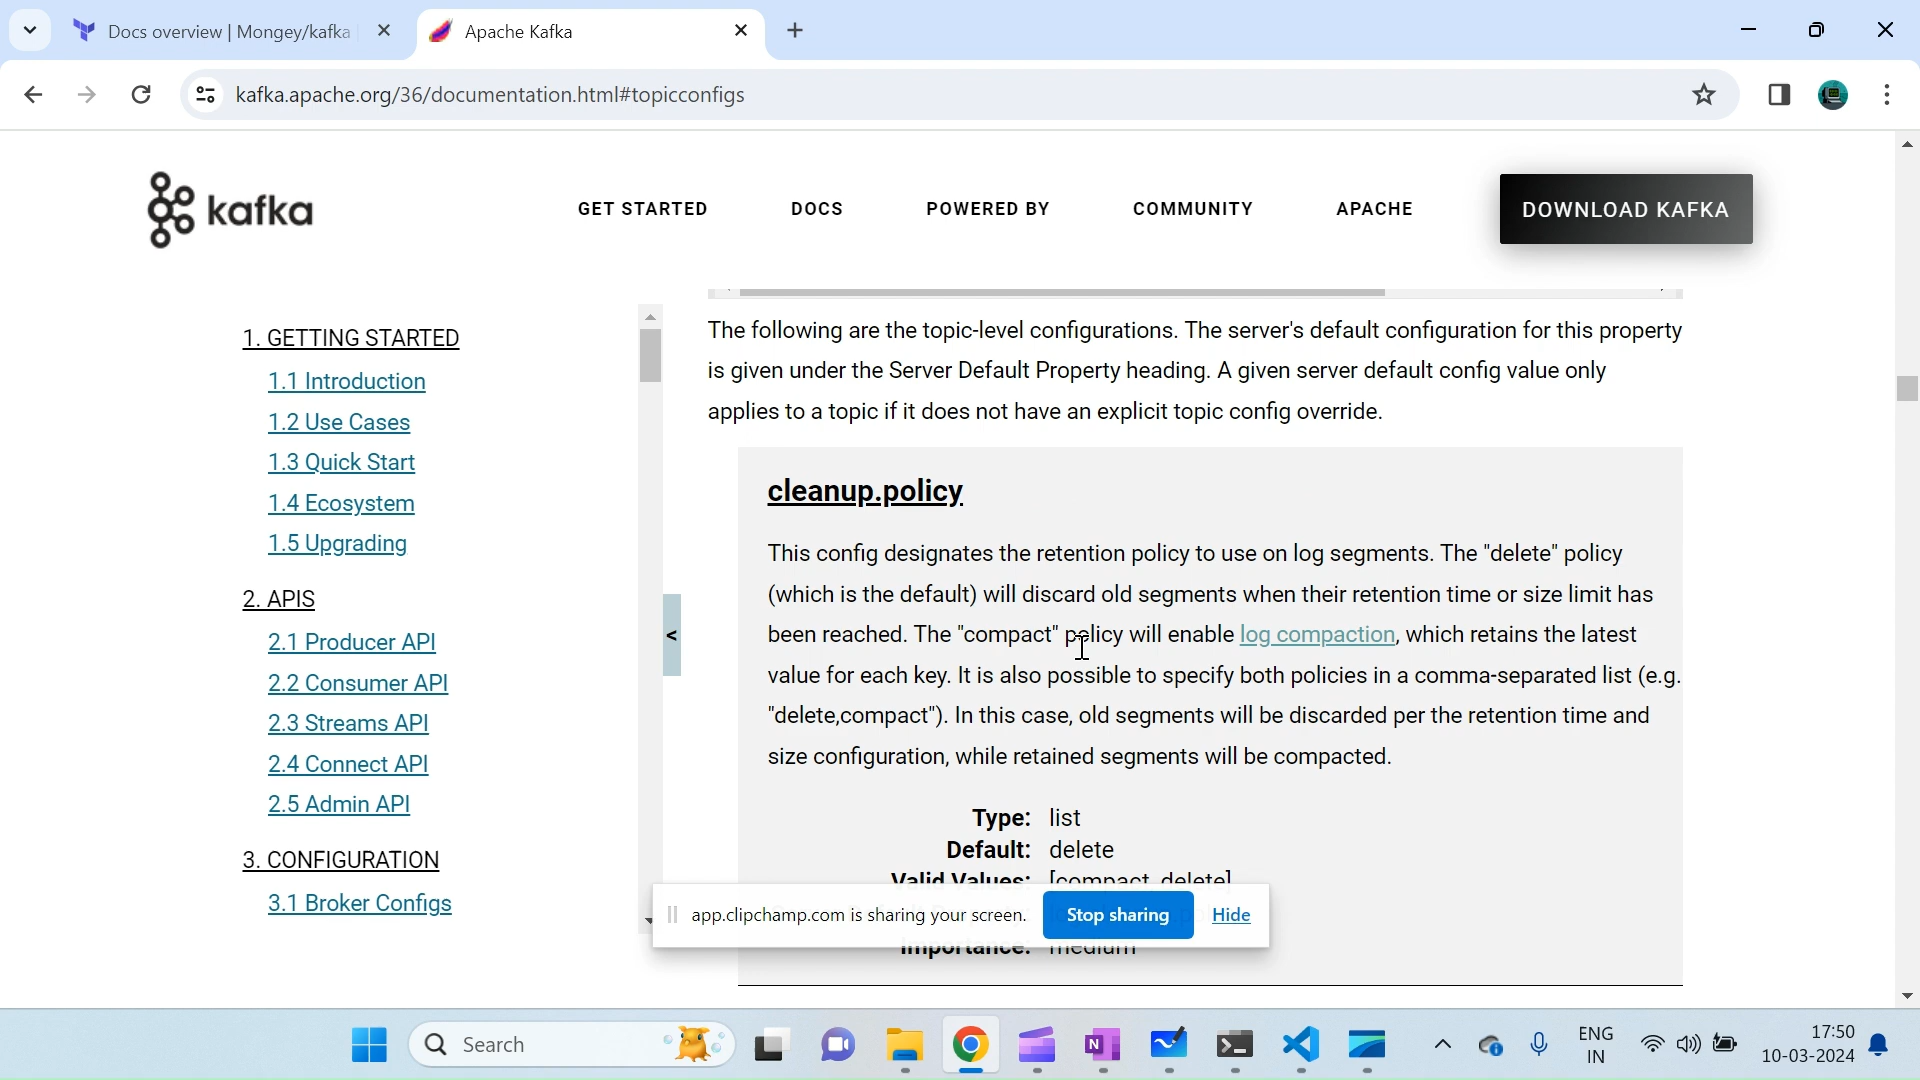 Docs overview | Mongey/kafka
Apache Kafka
kafka.apache.org/36/documentation.html#topicconfigs
kafka
GET STARTED
DOCS
POWERED BY
COMMUNITY
APACHE
DOWNLOAD KAFKA
1. GETTING STARTED
1.1 Introduction
1.2 Use Cases
1.3 Quick Start
1.4 Ecosystem
1.5 Upgrading
2. APIS
2.1 Producer API
2.2 Consumer API
2.3 Streams API
2.4 Connect API
2.5 Admin API
3. CONFIGURATION
3.1 Broker Configs
<
The following are the topic-level configurations. The server's default configuration for this property
is given under the Server Default Property heading. A given server default config value only
applies to a topic if it does not have an explicit topic config override.
cleanup.policy
This config designates the retention policy to use on log segments. The "delete" policy
(which is the default) will discard old segments when their retention time or size limit has
been reached. The "compact" policy will enable log compaction, which retains the latest
value for each key. It is also possible to specify both policies in a comma-separated list (e.g.
"delete,compact"). In this case, old segments will be discarded per the retention time and
size configuration, while retained segments will be compacted.
Type: list
Default: delete
Valid Values: [compact, delete]
app.clipchamp.com is sharing your screen.
Stop sharing
Hide
Importance: medium
Search
N
ENG
IN
17:50
10-03-2024